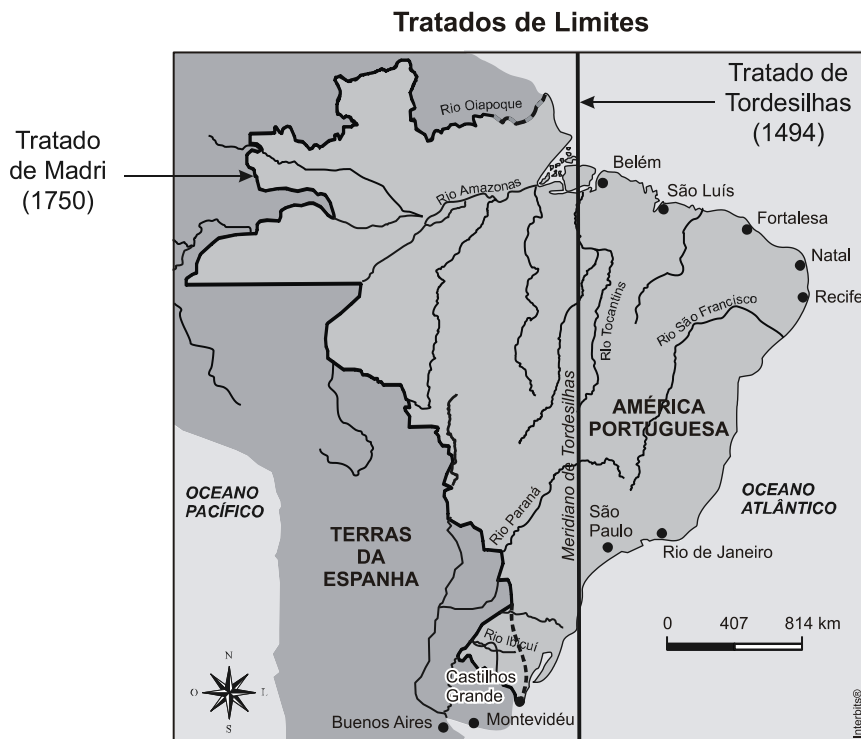 Tratados de Limites
Tratado de
Tordesilhas
(1494)
Tratado
de Madri
(1750)
Rio Oiapoque
Rio Amazonas
Belém
São Luís
Fortalesa
Natal
Recife
Rio Tocantins
Rio São Francisco
Meridiano de Tordesilhas
AMÉRICA
PORTUGUESA
OCEANO
PACÍFICO
OCEANO
ATLÂNTICO
TERRAS
DA
ESPANHA
Rio Paraná
São
Paulo
Rio de Janeiro
0 407 814 km
Rio Ibicuí
Castilhos
Grande
N
O L
S
Buenos Aires
Montevidéu
Interbits®